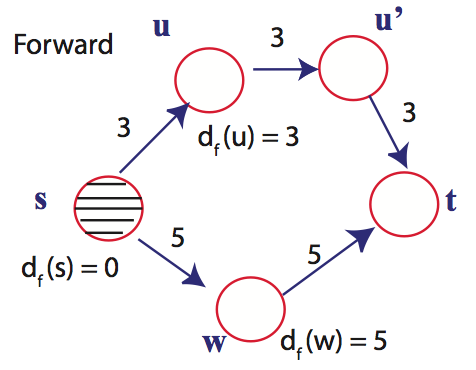 Forward
u
u'
3
3
3
d_f(u) = 3
s
t
5
5
d_f(s) = 0
w
d_f(w) = 5